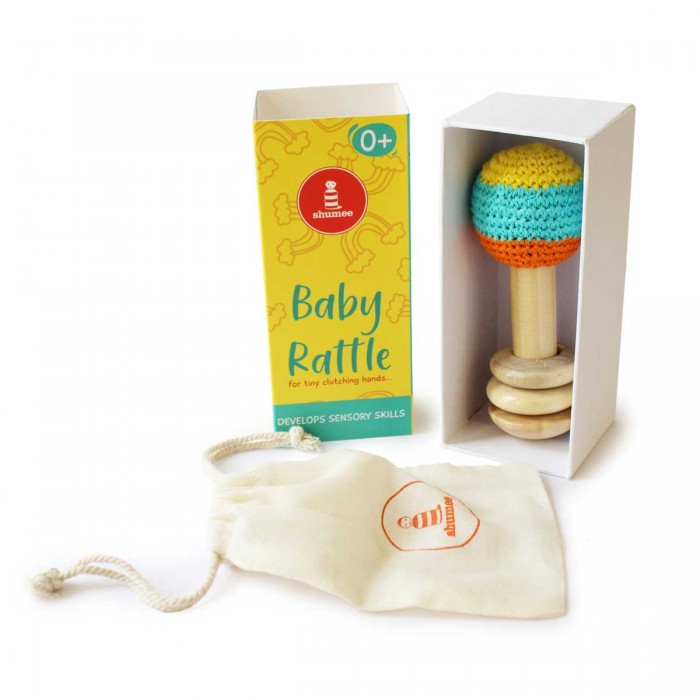 0+
shumee
Baby
Rattle
for tiny clutching hands...
DEVELOPS SENSORY SKILLS
shumee